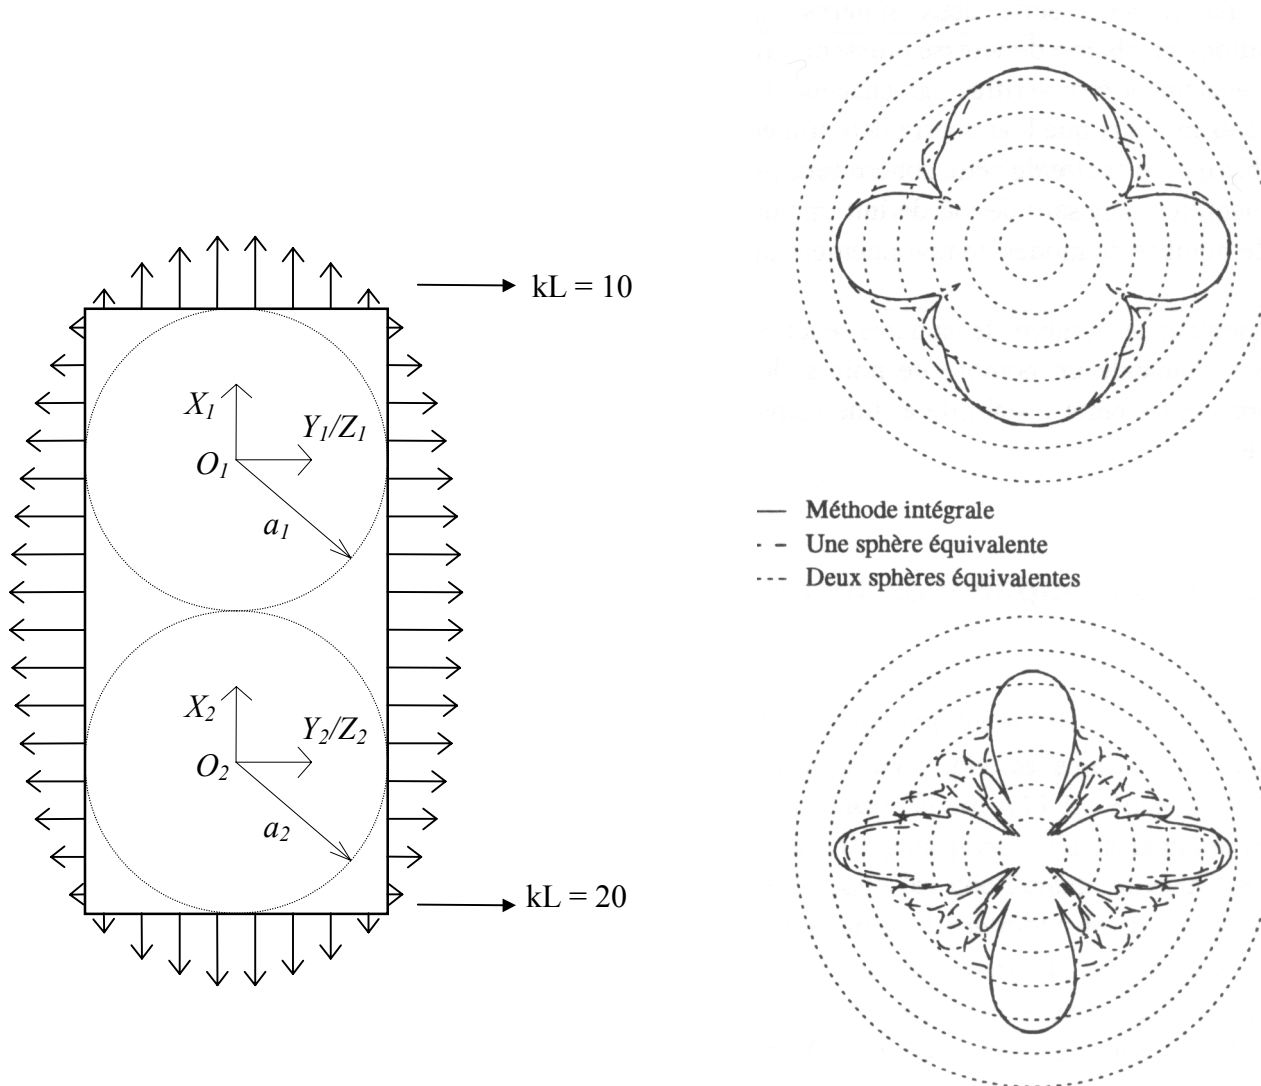 kL = 10
X1
Y1/Z1
O1
a1
X2
Y2/Z2
O2
a2
kL = 20
Méthode intégrale
Une sphère équivalente
Deux sphères équivalentes